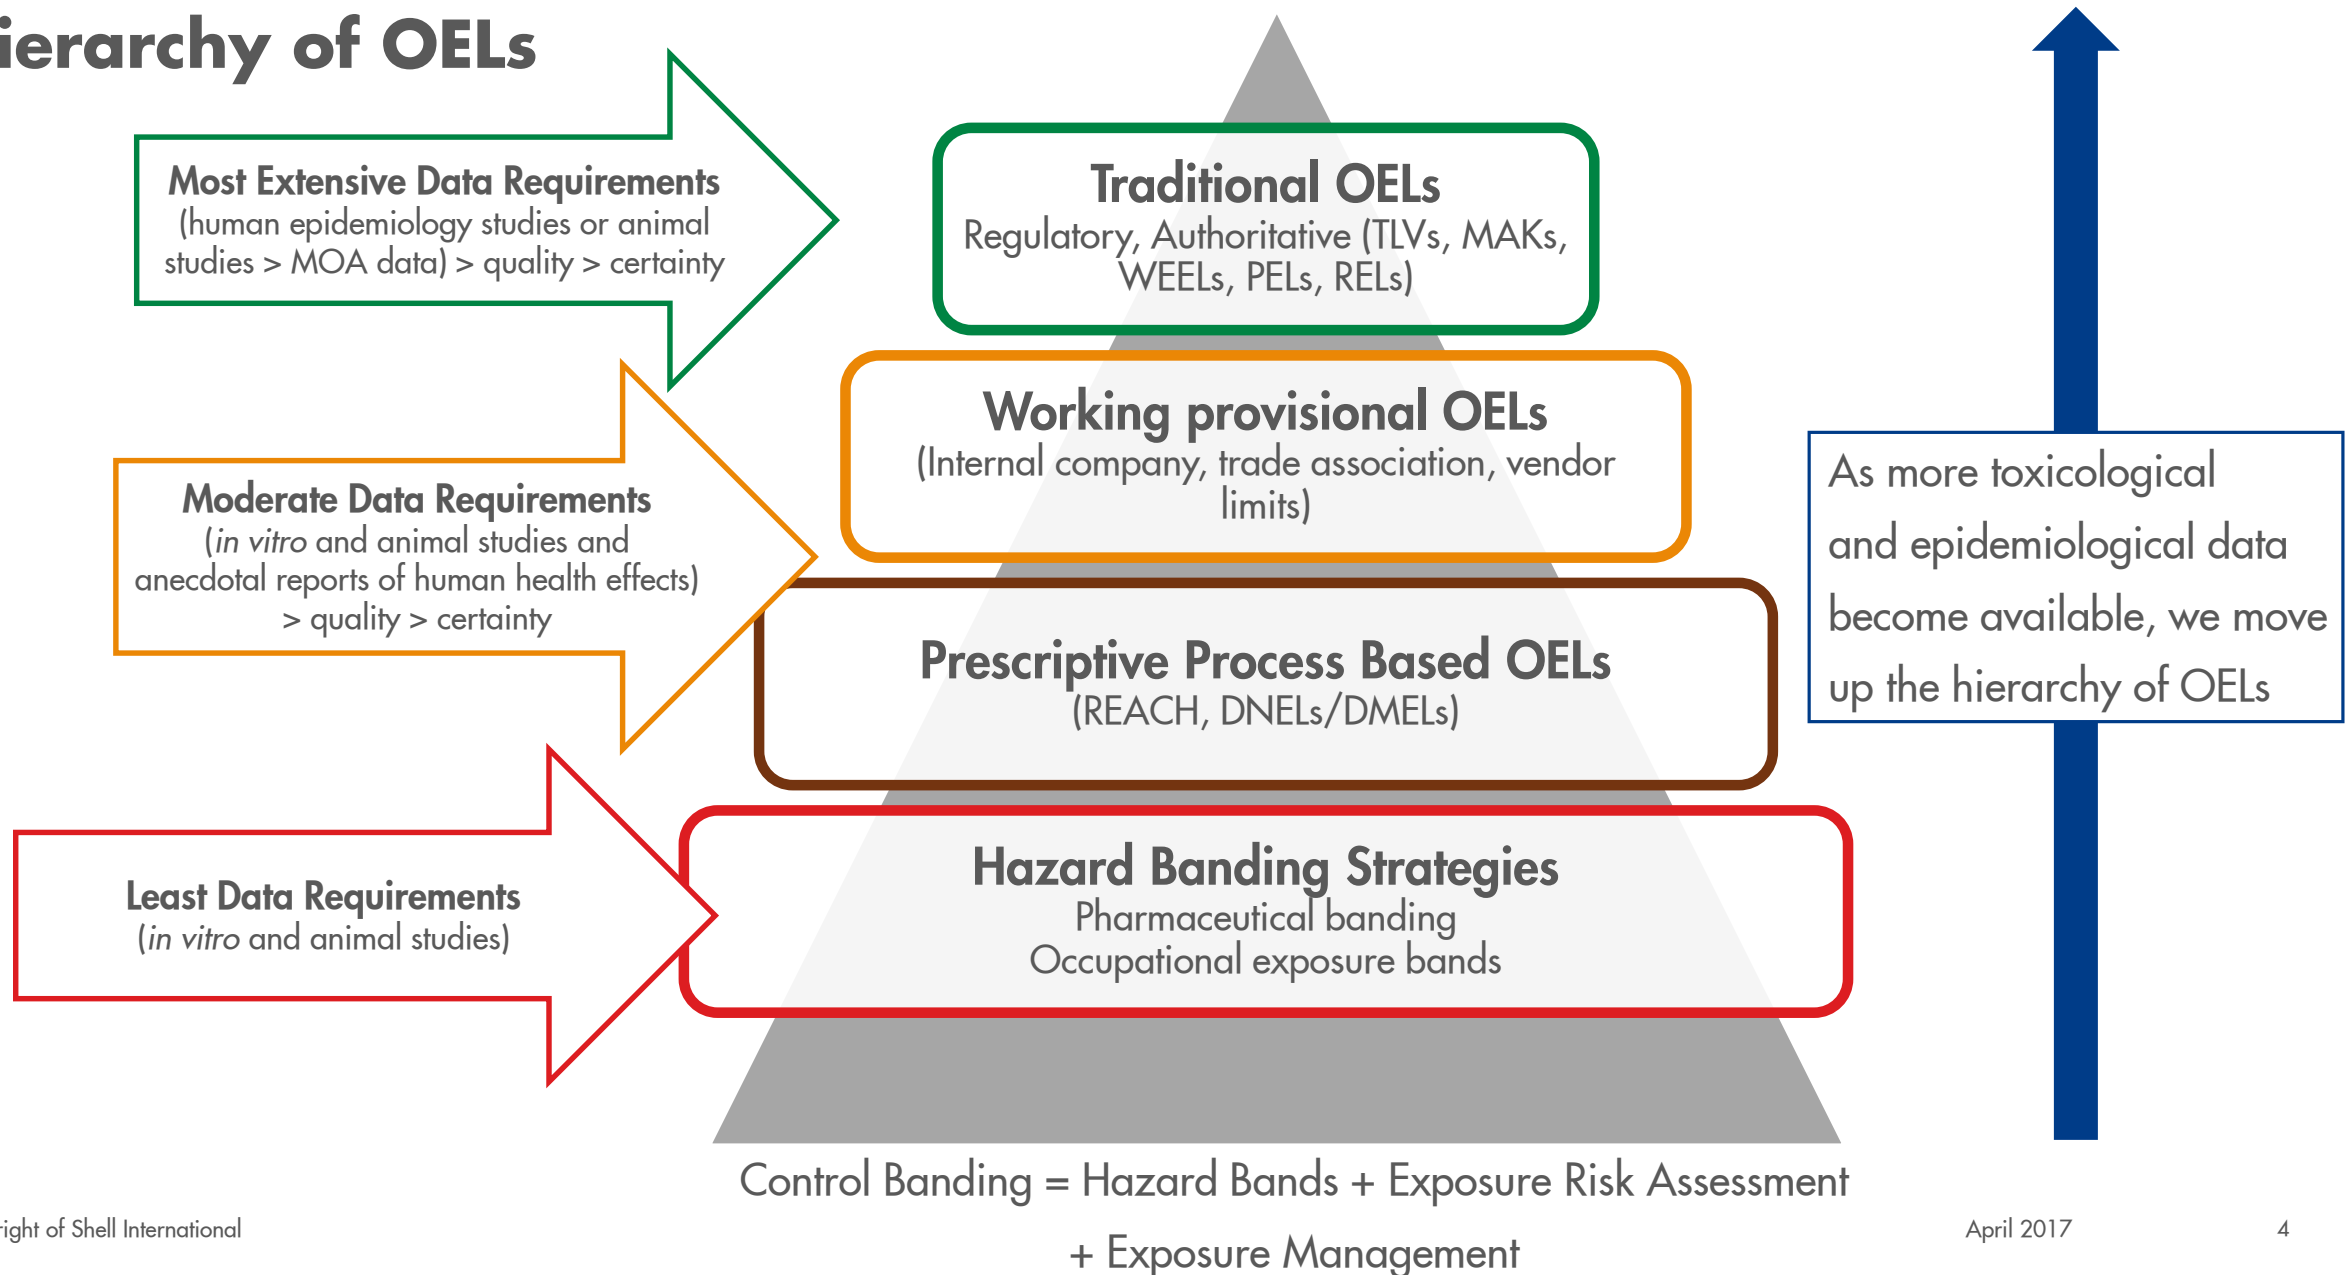 ierarchy of OELs
Most Extensive Data Requirements
(human epidemiology studies or animal
studies > MOA data) > quality > certainty
Traditional OELs
Regulatory, Authoritative (TLVs, MAKs,
WEELs, PELs, RELs)
Moderate Data Requirements
(in vitro and animal studies and
anecdotal reports of human health effects)
> quality > certainty
Working provisional OELs
(Internal company, trade association, vendor
limits)
Prescriptive Process Based OELs
(REACH, DNELs/DMELs)
Least Data Requirements
(in vitro and animal studies)
Hazard Banding Strategies
Pharmaceutical banding
Occupational exposure bands
As more toxicological
and epidemiological data
become available, we move
up the hierarchy of OELs
Control Banding = Hazard Bands + Exposure Risk Assessment
+ Exposure Management
right of Shell International
April 2017
4